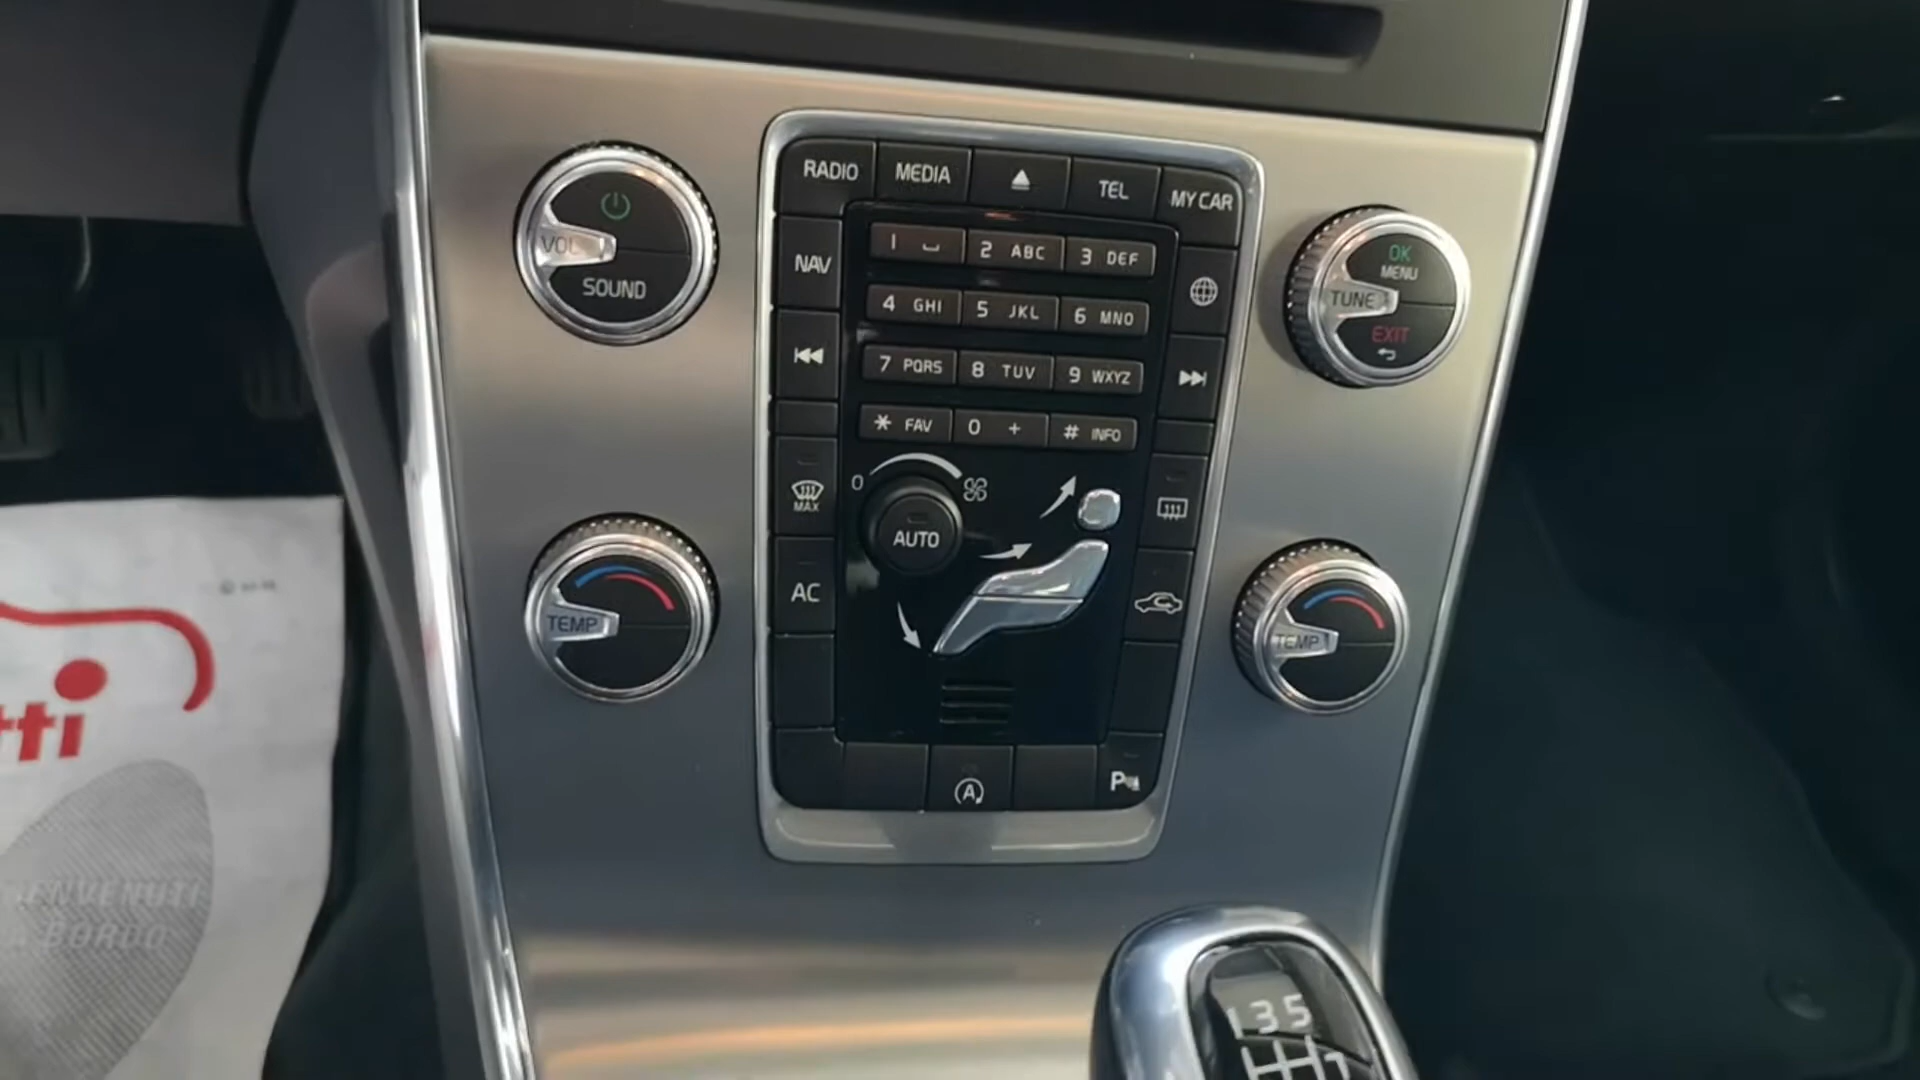 RADIO MEDIA TEL MY CAR
VOL
SOUND
NAV
1 2 ABC 3 DEF
4 GHI 5 JKL 6 MNO
7 PQRS 8 TUV 9 WXYZ
* FAV 0 + # INFO
OK
MENU
TUNE
EXIT
MAX
0
AUTO
AC
TEMP
TEMP
A
P
tti
BORDO
1 3 5